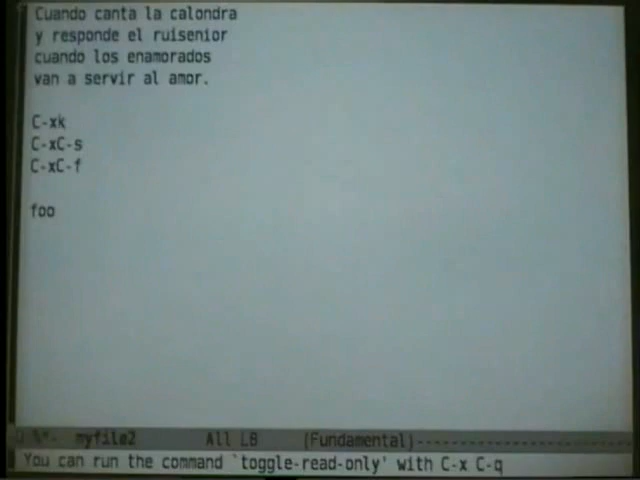 Cuando canta la calondra
y responde el ruisenior
cuando los enamorados
van a servir al amor.
C-xk
C-xC-s
C-xC-f
foo
%*- myfile2 All L8 (Fundamental)------------------------
You can run the command `toggle-read-only' with C-x C-q